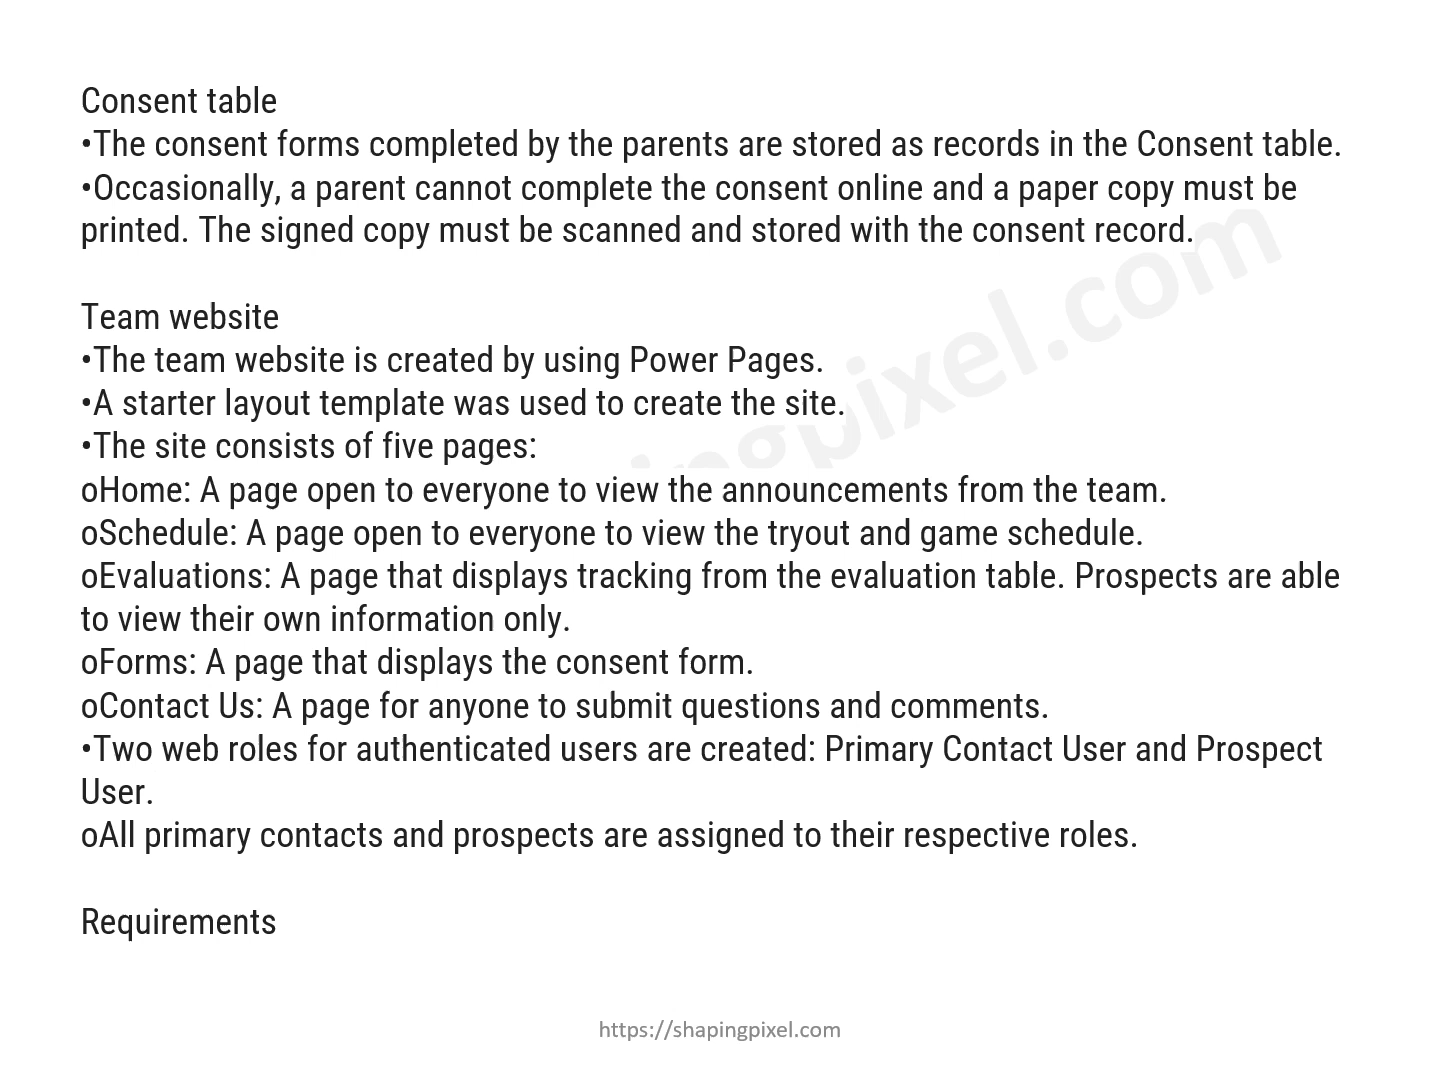 Consent table
•The consent forms completed by the parents are stored as records in the Consent table.
•Occasionally, a parent cannot complete the consent online and a paper copy must be
printed. The signed copy must be scanned and stored with the consent record.
Team website
•The team website is created by using Power Pages.
•A starter layout template was used to create the site.
•The site consists of five pages:
oHome: A page open to everyone to view the announcements from the team.
oSchedule: A page open to everyone to view the tryout and game schedule.
oEvaluations: A page that displays tracking from the evaluation table. Prospects are able
to view their own information only.
oForms: A page that displays the consent form.
oContact Us: A page for anyone to submit questions and comments.
•Two web roles for authenticated users are created: Primary Contact User and Prospect
User.
oAll primary contacts and prospects are assigned to their respective roles.
Requirements
ingpixel.com
https://shapingpixel.com